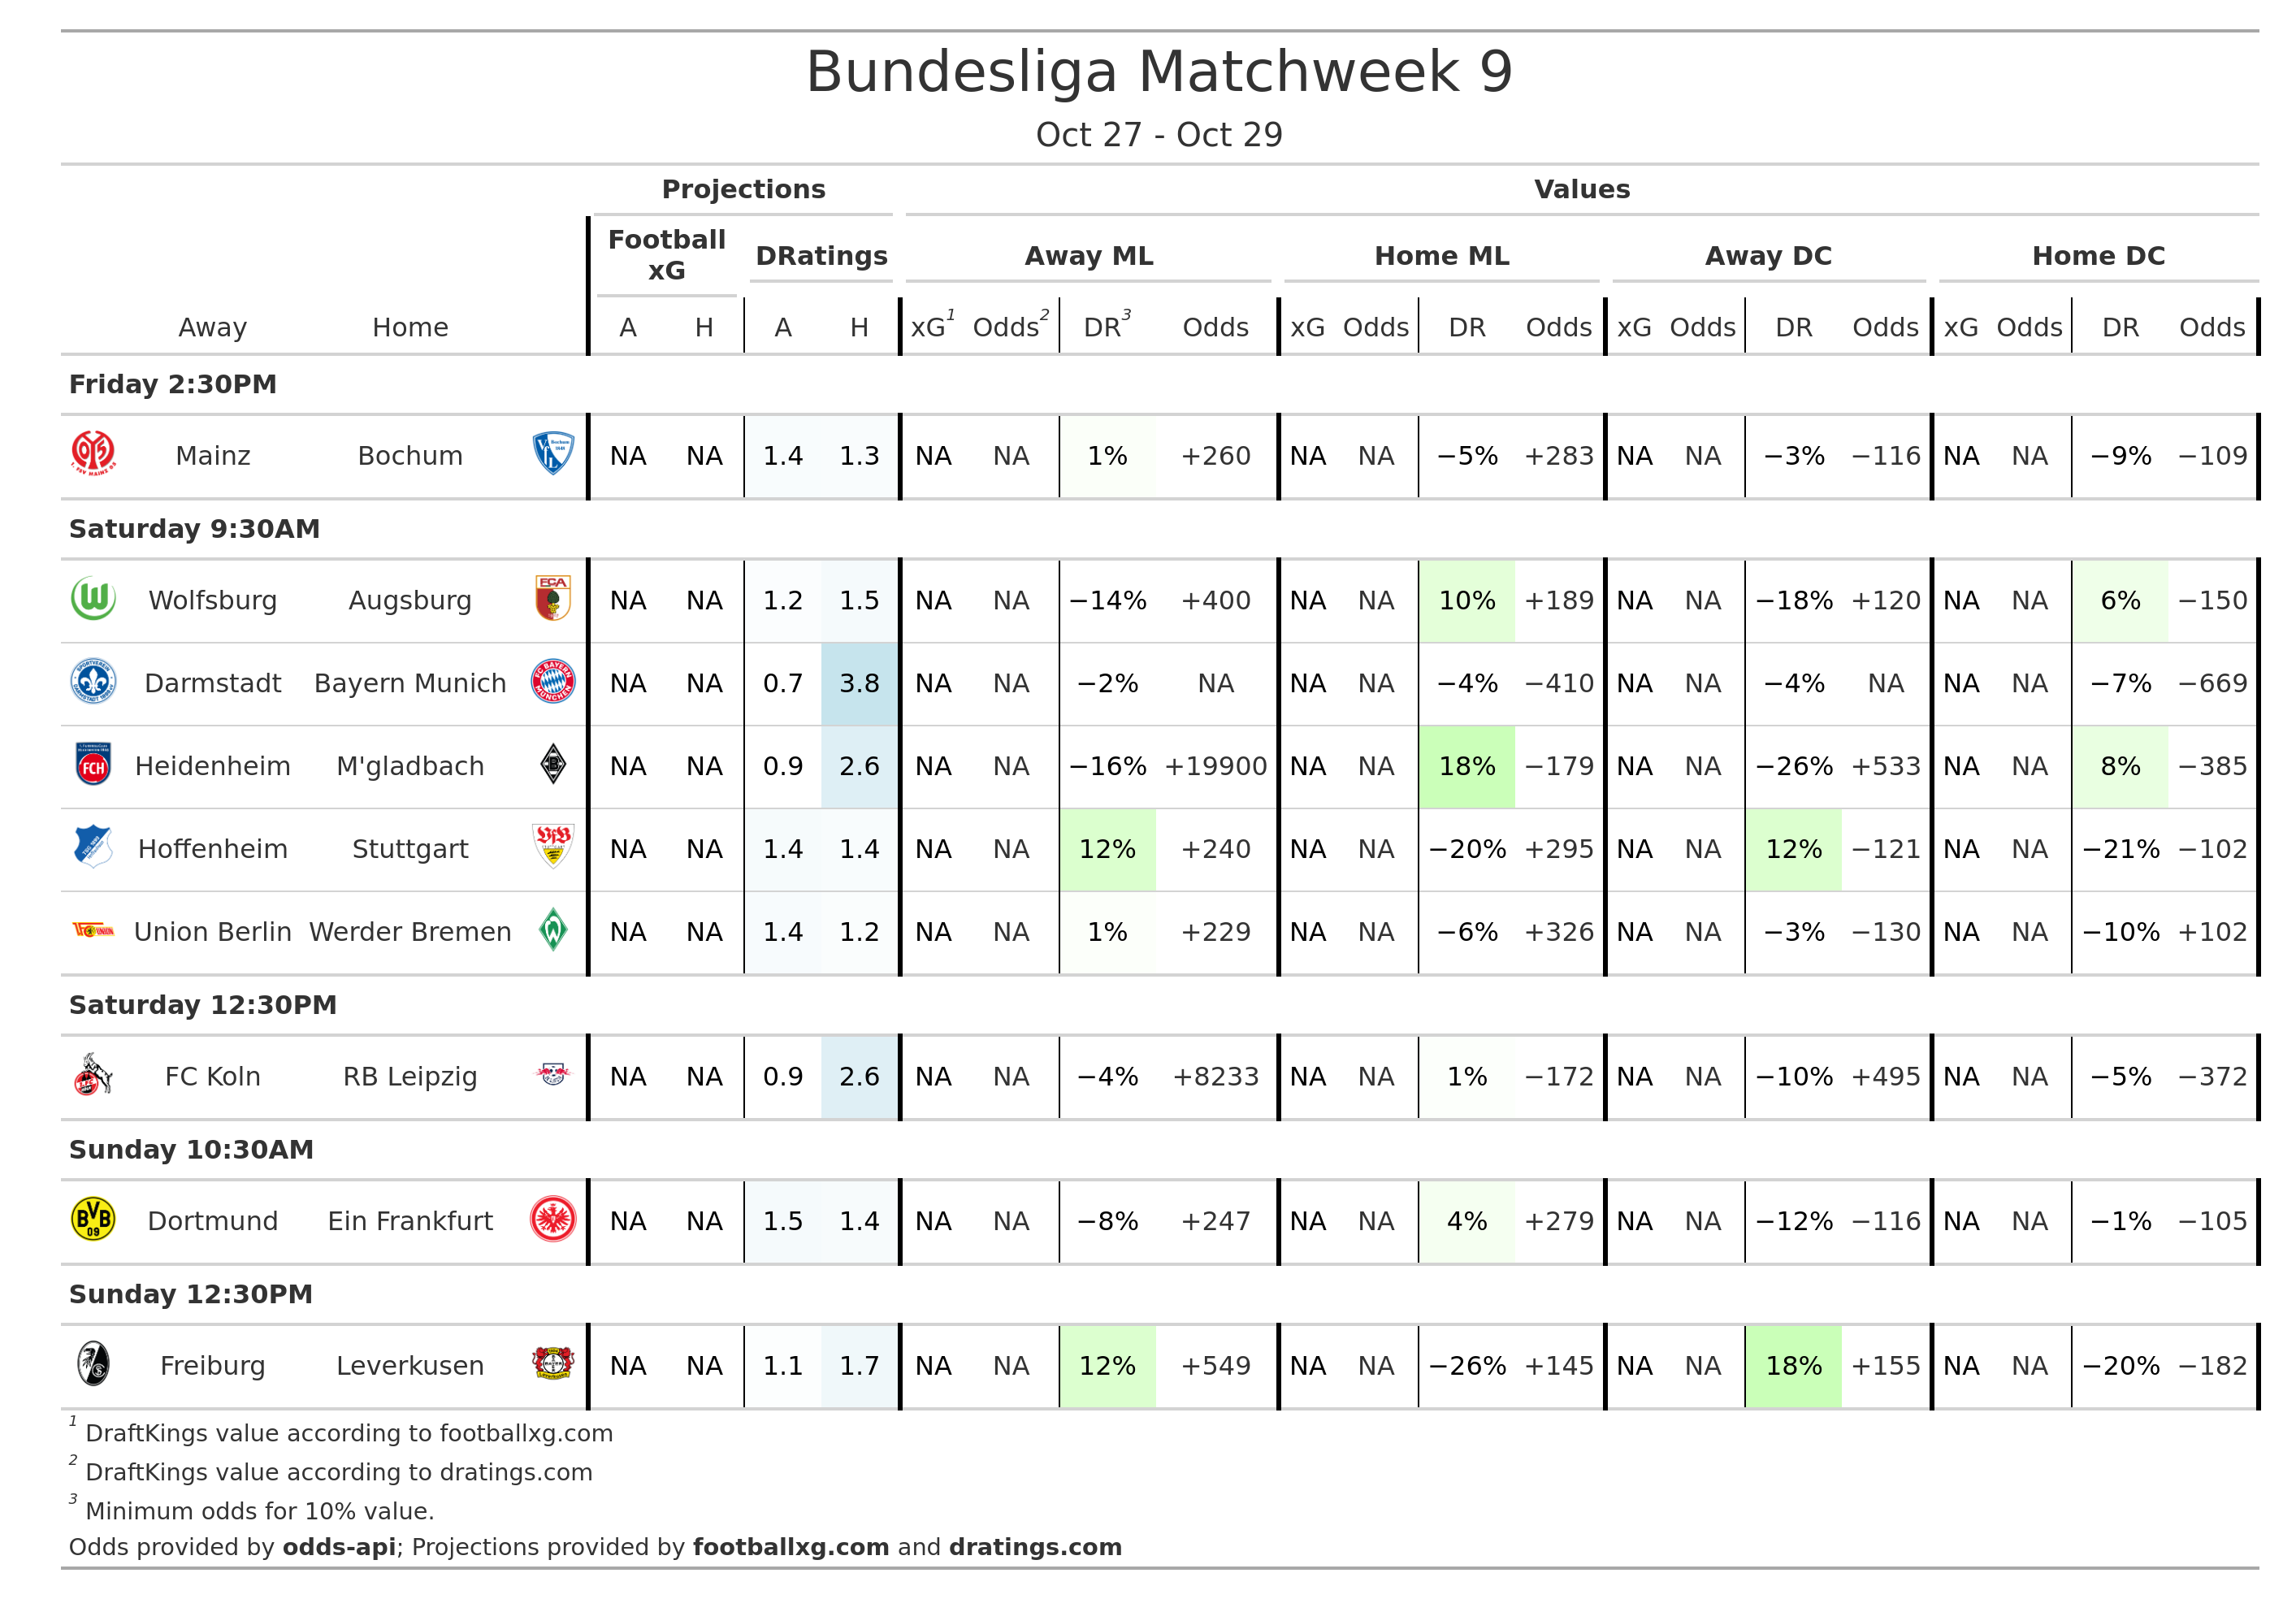 Bundesliga Matchweek 9
Oct 27 - Oct 29
Projections Values
Football xG DRatings Away ML Home ML Away DC Home DC
Away Home A H A H xG1 Odds2 DR3 Odds xG Odds DR Odds xG Odds DR Odds xG Odds DR Odds
Friday 2:30PM
Mainz Bochum NA NA 1.4 1.3 NA NA 1% +260 NA NA −5% +283 NA NA −3% −116 NA NA −9% −109
Saturday 9:30AM
Wolfsburg Augsburg NA NA 1.2 1.5 NA NA −14% +400 NA NA 10% +189 NA NA −18% +120 NA NA 6% −150
Darmstadt Bayern Munich NA NA 0.7 3.8 NA NA −2% NA NA NA −4% −410 NA NA −4% NA NA NA −7% −669
Heidenheim M'gladbach NA NA 0.9 2.6 NA NA −16% +19900 NA NA 18% −179 NA NA −26% +533 NA NA 8% −385
Hoffenheim Stuttgart NA NA 1.4 1.4 NA NA 12% +240 NA NA −20% +295 NA NA 12% −121 NA NA −21% −102
Union Berlin Werder Bremen NA NA 1.4 1.2 NA NA 1% +229 NA NA −6% +326 NA NA −3% −130 NA NA −10% +102
Saturday 12:30PM
FC Koln RB Leipzig NA NA 0.9 2.6 NA NA −4% +8233 NA NA 1% −172 NA NA −10% +495 NA NA −5% −372
Sunday 10:30AM
Dortmund Ein Frankfurt NA NA 1.5 1.4 NA NA −8% +247 NA NA 4% +279 NA NA −12% −116 NA NA −1% −105
Sunday 12:30PM
Freiburg Leverkusen NA NA 1.1 1.7 NA NA 12% +549 NA NA −26% +145 NA NA 18% +155 NA NA −20% −182
1 DraftKings value according to footballxg.com
2 DraftKings value according to dratings.com
3 Minimum odds for 10% value.
Odds provided by odds-api; Projections provided by footballxg.com and dratings.com